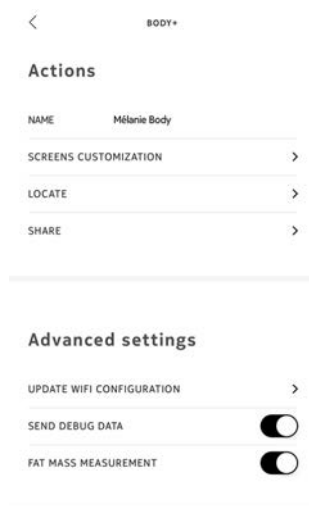 BODY+
Actions
NAME Mélanie Body
SCREENS CUSTOMIZATION
LOCATE
SHARE
Advanced settings
UPDATE WIFI CONFIGURATION
SEND DEBUG DATA
FAT MASS MEASUREMENT